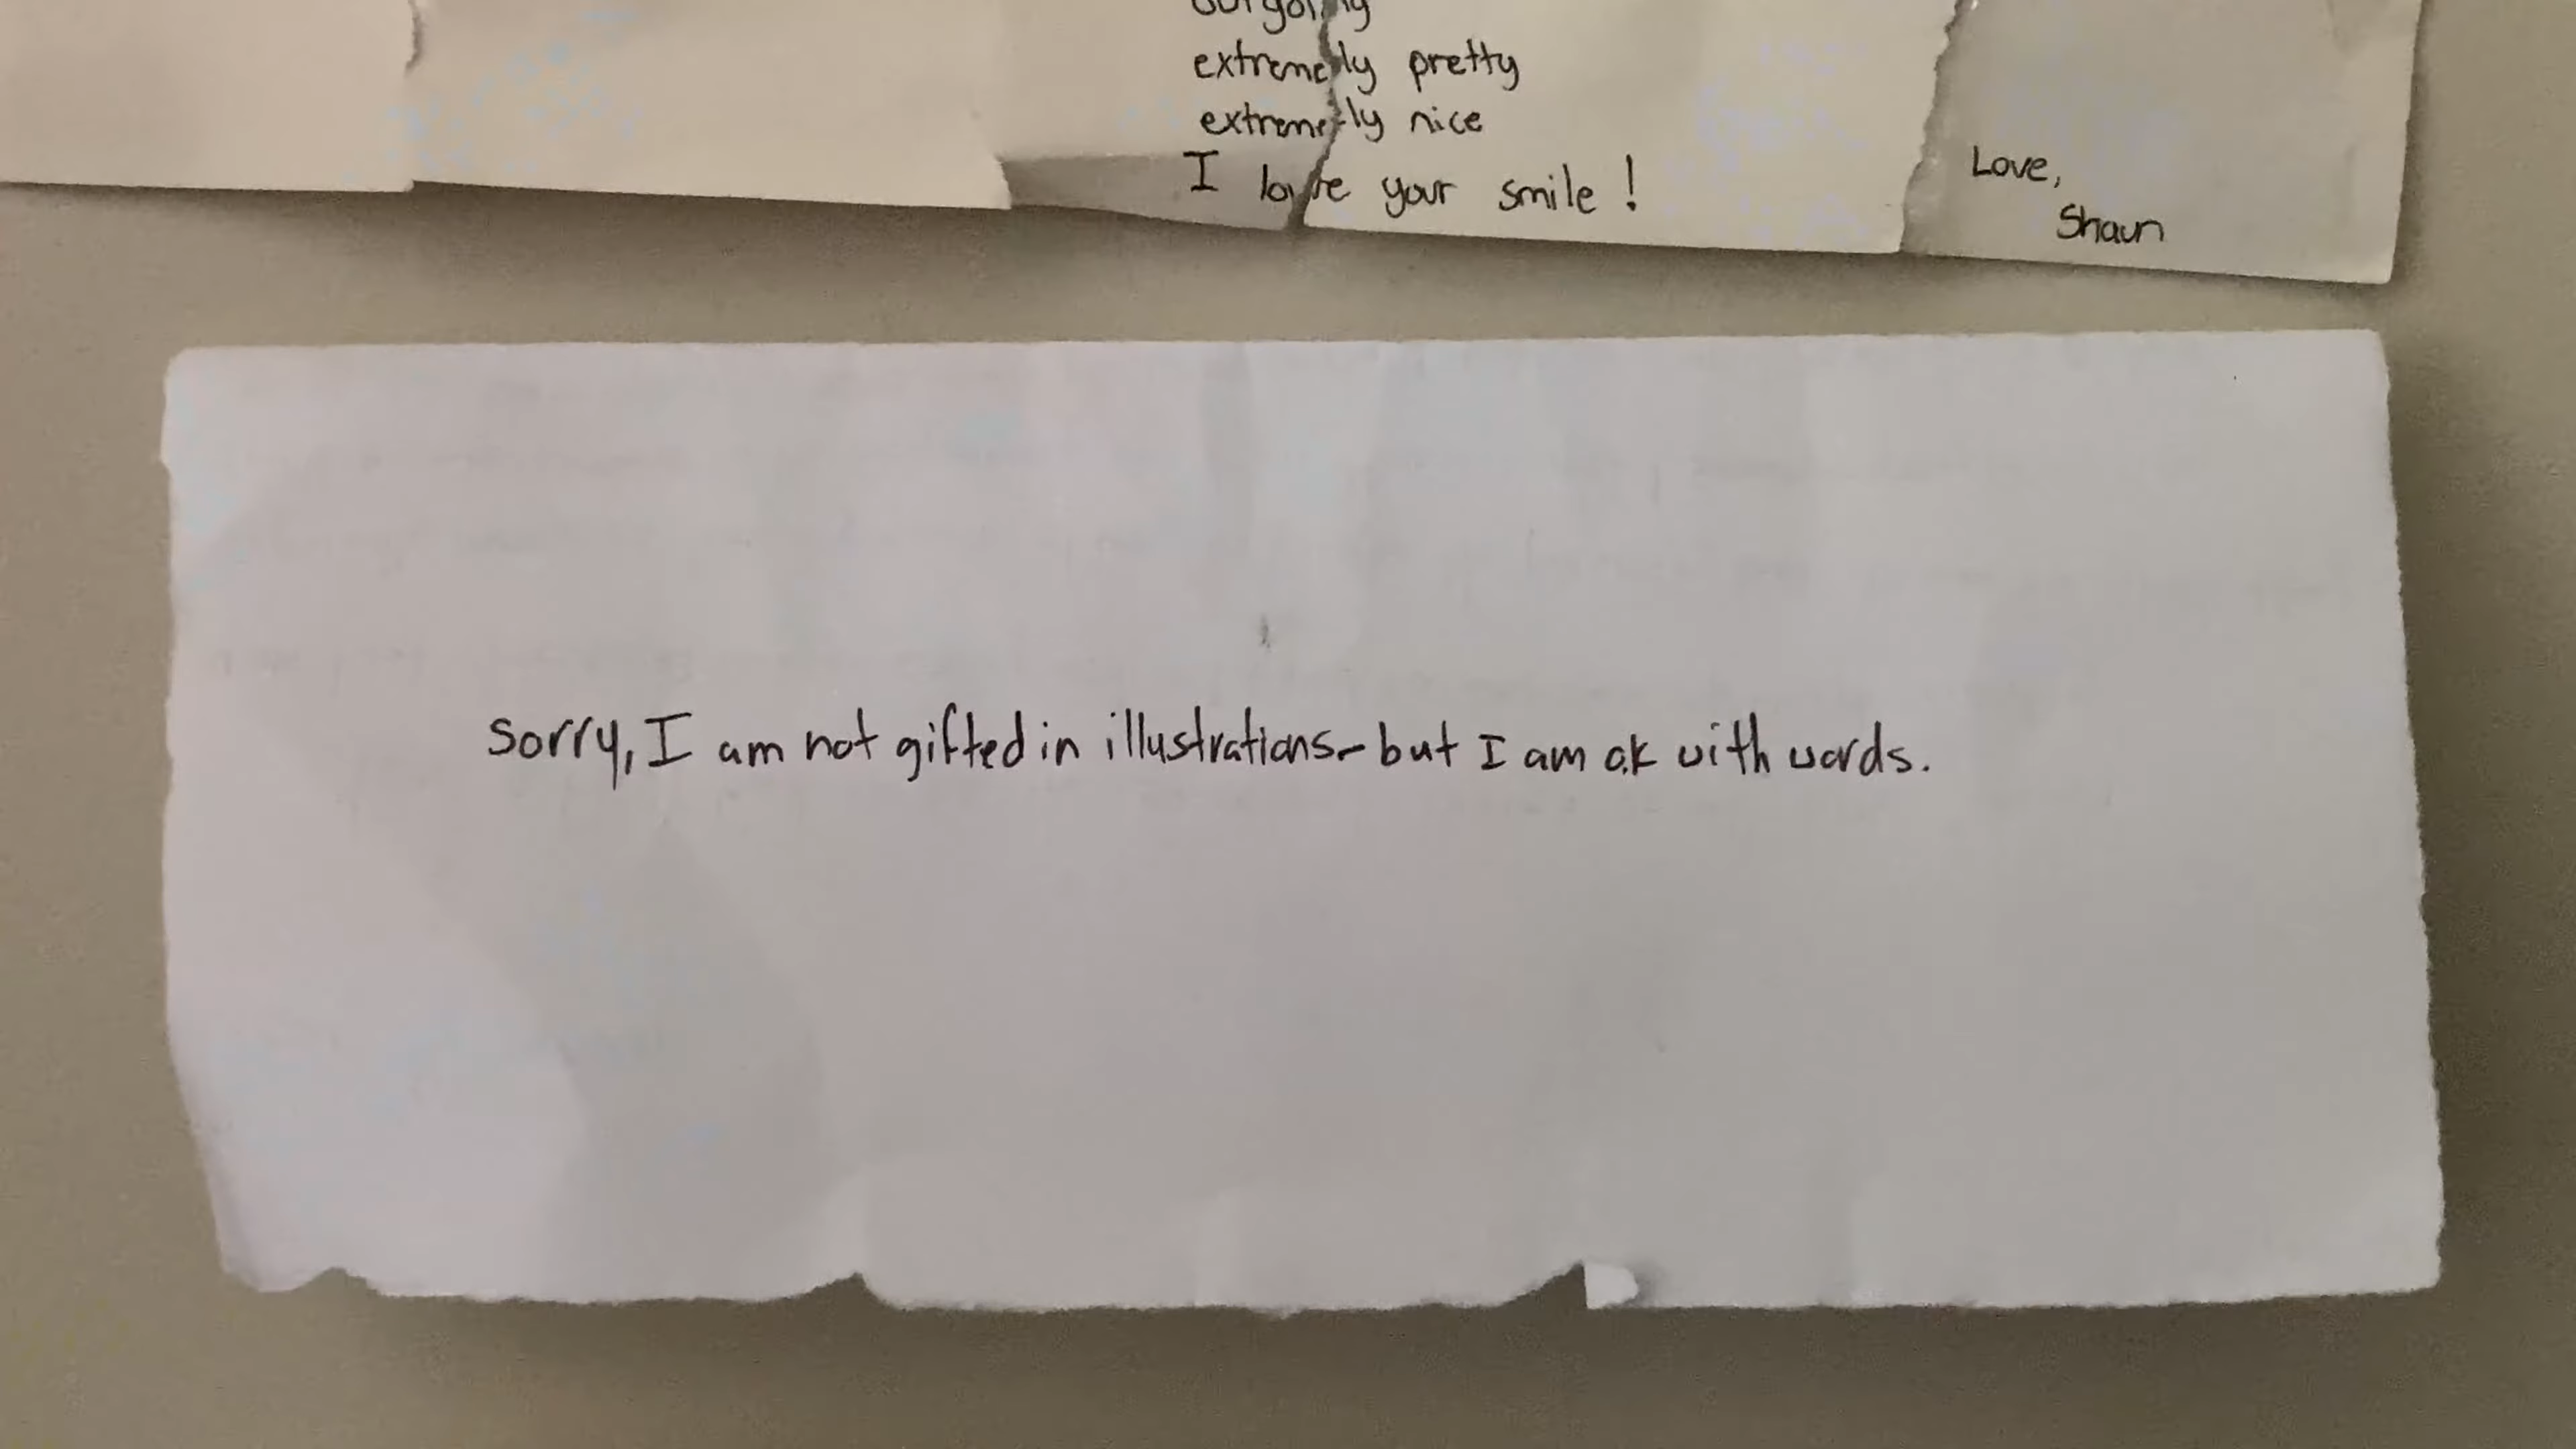 outgoing
extremely pretty
extremely nice
I love your smile!
Love,
Shaun
Sorry, I am not gifted in illustrations- but I am ok with words.